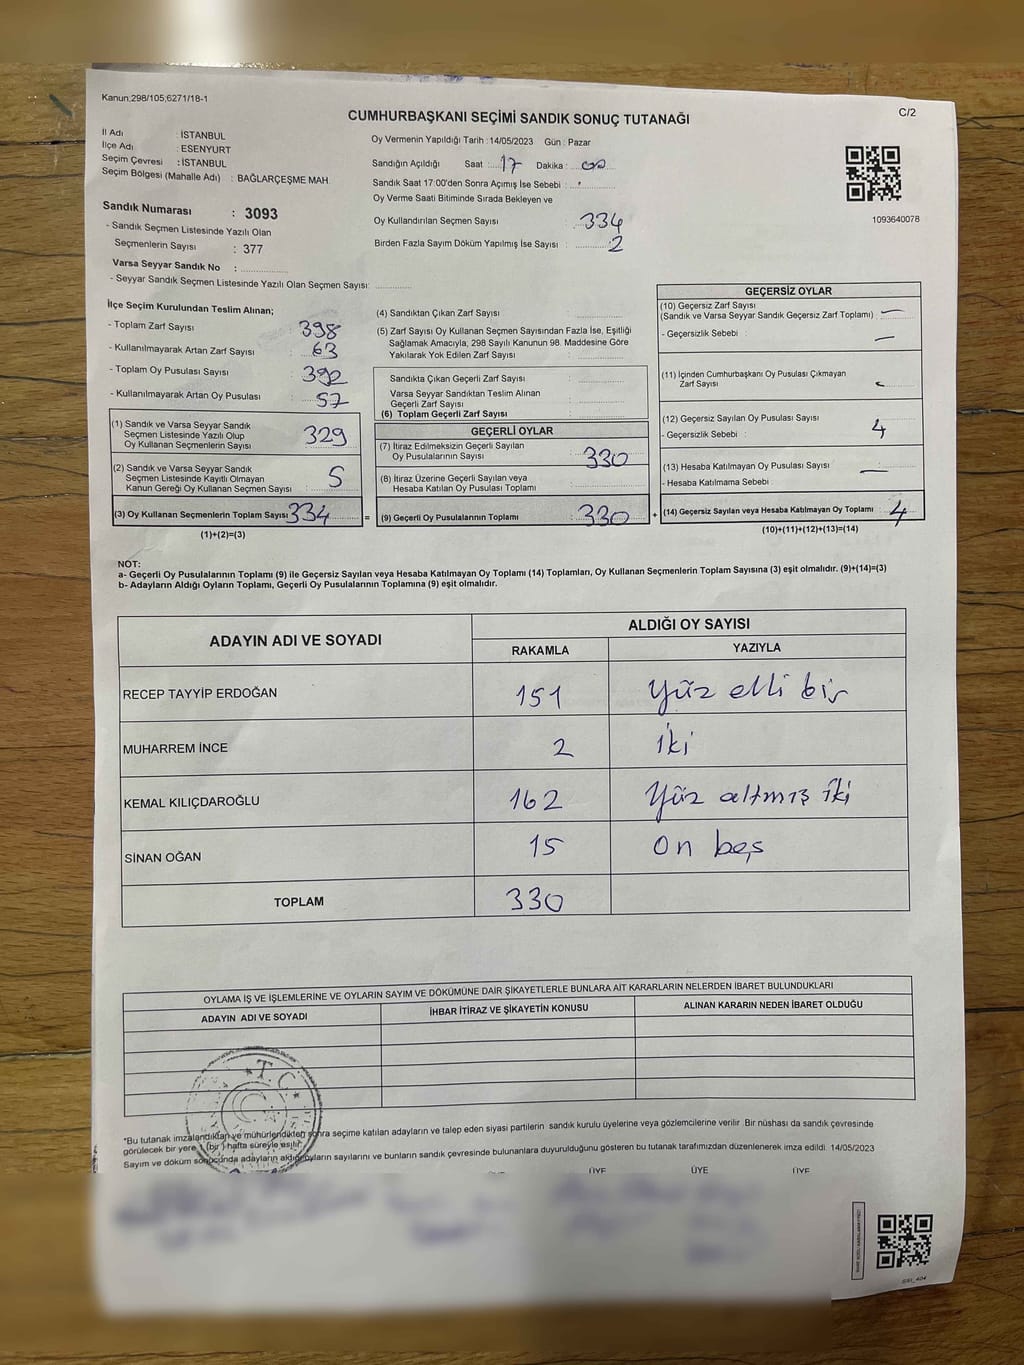 Kanun,298/105,6271/18-1
C/2
CUMHURBAŞKANI SEÇİMİ SANDIK SONUÇ TUTANAĞI
İl Adı : İSTANBUL
İlçe Adı : ESENYURT
Seçim Çevresi : İSTANBUL
Seçim Bölgesi (Mahalle Adı) : BAĞLARÇEŞME MAH.
Sandık Numarası : 3093
- Sandık Seçmen Listesinde Yazılı Olan
Seçmenlerin Sayısı : 377
Varsa Seyyar Sandık No :
- Seyyar Sandık Seçmen Listesinde Yazılı Olan Seçmen Sayısı:
Oy Vermenin Yapıldığı Tarih : 14/05/2023 Gün : Pazar
Sandığın Açıldığı Saat : 17 Dakika : 00
Sandık Saat 17:00'den Sonra Açımış İse Sebebi :
Oy Verme Saati Bitiminde Sırada Bekleyen ve
Oy Kullandırılan Seçmen Sayısı : 334
Birden Fazla Sayım Döküm Yapılmış İse Sayısı : 2
1093640078
İlçe Seçim Kurulundan Teslim Alınan;
- Toplam Zarf Sayısı : 398
- Kullanılmayarak Artan Zarf Sayısı : 63
- Toplam Oy Pusulası Sayısı : 392
- Kullanılmayarak Artan Oy Pusulası : 57
(1) Sandık ve Varsa Seyyar Sandık
Seçmen Listesinde Yazılı Olup
Oy Kullanan Seçmenlerin Sayısı : 329
(2) Sandık ve Varsa Seyyar Sandık
Seçmen Listesinde Kayıtlı Olmayan
Kanun Gereği Oy Kullanan Seçmen Sayısı : 5
(3) Oy Kullanan Seçmenlerin Toplam Sayısı : 334
(1)+(2)=(3)
(4) Sandıktan Çıkan Zarf Sayısı :
(5) Zarf Sayısı Oy Kullanan Seçmen Sayısından Fazla İse, Eşitliği
Sağlamak Amacıyla, 298 Sayılı Kanunun 98. Maddesine Göre
Yakılarak Yok Edilen Zarf Sayısı :
Sandıkta Çıkan Geçerli Zarf Sayısı :
Varsa Seyyar Sandıktan Teslim Alınan
Geçerli Zarf Sayısı :
(6) Toplam Geçerli Zarf Sayısı :
GEÇERLİ OYLAR
(7) İtiraz Edilmeksizin Geçerli Sayılan
Oy Pusulalarının Sayısı : 330
(8) İtiraz Üzerine Geçerli Sayılan veya
Hesaba Katılan Oy Pusulası Toplamı :
= (9) Geçerli Oy Pusulalarının Toplamı : 330
GEÇERSİZ OYLAR
(10) Geçersiz Zarf Sayısı
(Sandık ve Varsa Seyyar Sandık Geçersiz Zarf Toplamı) : —
- Geçersizlik Sebebi : —
(11) İçinden Cumhurbaşkanı Oy Pusulası Çıkmayan
Zarf Sayısı :
(12) Geçersiz Sayılan Oy Pusulası Sayısı : 4
- Geçersizlik Sebebi :
(13) Hesaba Katılmayan Oy Pusulası Sayısı : —
- Hesaba Katılmama Sebebi :
+ (14) Geçersiz Sayılan veya Hesaba Katılmayan Oy Toplamı : 4
(10)+(11)+(12)+(13)=(14)
NOT:
a- Geçerli Oy Pusulalarının Toplamı (9) ile Geçersiz Sayılan veya Hesaba Katılmayan Oy Toplamı (14) Toplamları, Oy Kullanan Seçmenlerin Toplam Sayısına (3) eşit olmalıdır. (9)+(14)=(3)
b- Adayların Aldığı Oyların Toplamı, Geçerli Oy Pusulalarının Toplamına (9) eşit olmalıdır.
ADAYIN ADI VE SOYADI
ALDIĞI OY SAYISI
RAKAMLA YAZIYLA
RECEP TAYYİP ERDOĞAN 151 Yüz elli bir
MUHARREM İNCE 2 iki
KEMAL KILIÇDAROĞLU 162 Yüz altmış iki
SİNAN OĞAN 15 On beş
TOPLAM 330
OYLAMA İŞ VE İŞLEMLERİNE VE OYLARIN SAYIM VE DÖKÜMÜNE DAİR ŞİKAYETLERLE BUNLARA AİT KARARLARIN NELERDEN İBARET BULUNDUKLARI
ADAYIN ADI VE SOYADI İHBAR İTİRAZ VE ŞİKAYETİN KONUSU ALINAN KARARIN NEDEN İBARET OLDUĞU
T.C.
"Bu tutanak imzalandıktan ve mühürlendikten sonra seçime katılan adayların ve talep eden siyasi partilerin sandık kurulu üyelerine veya gözlemcilerine verilir. Bir nüshası da sandık çevresinde
görülecek bir yere 1 (bir) hafta süreyle asılır"
Sayım ve döküm sonucunda adayların aldığı oyların sayılarını ve bunların sandık çevresinde bulunanlara duyurulduğunu gösteren bu tutanak tarafımızdan düzenlenerek imza edildi. 14/05/2023
ÜYE ÜYE ÜYE